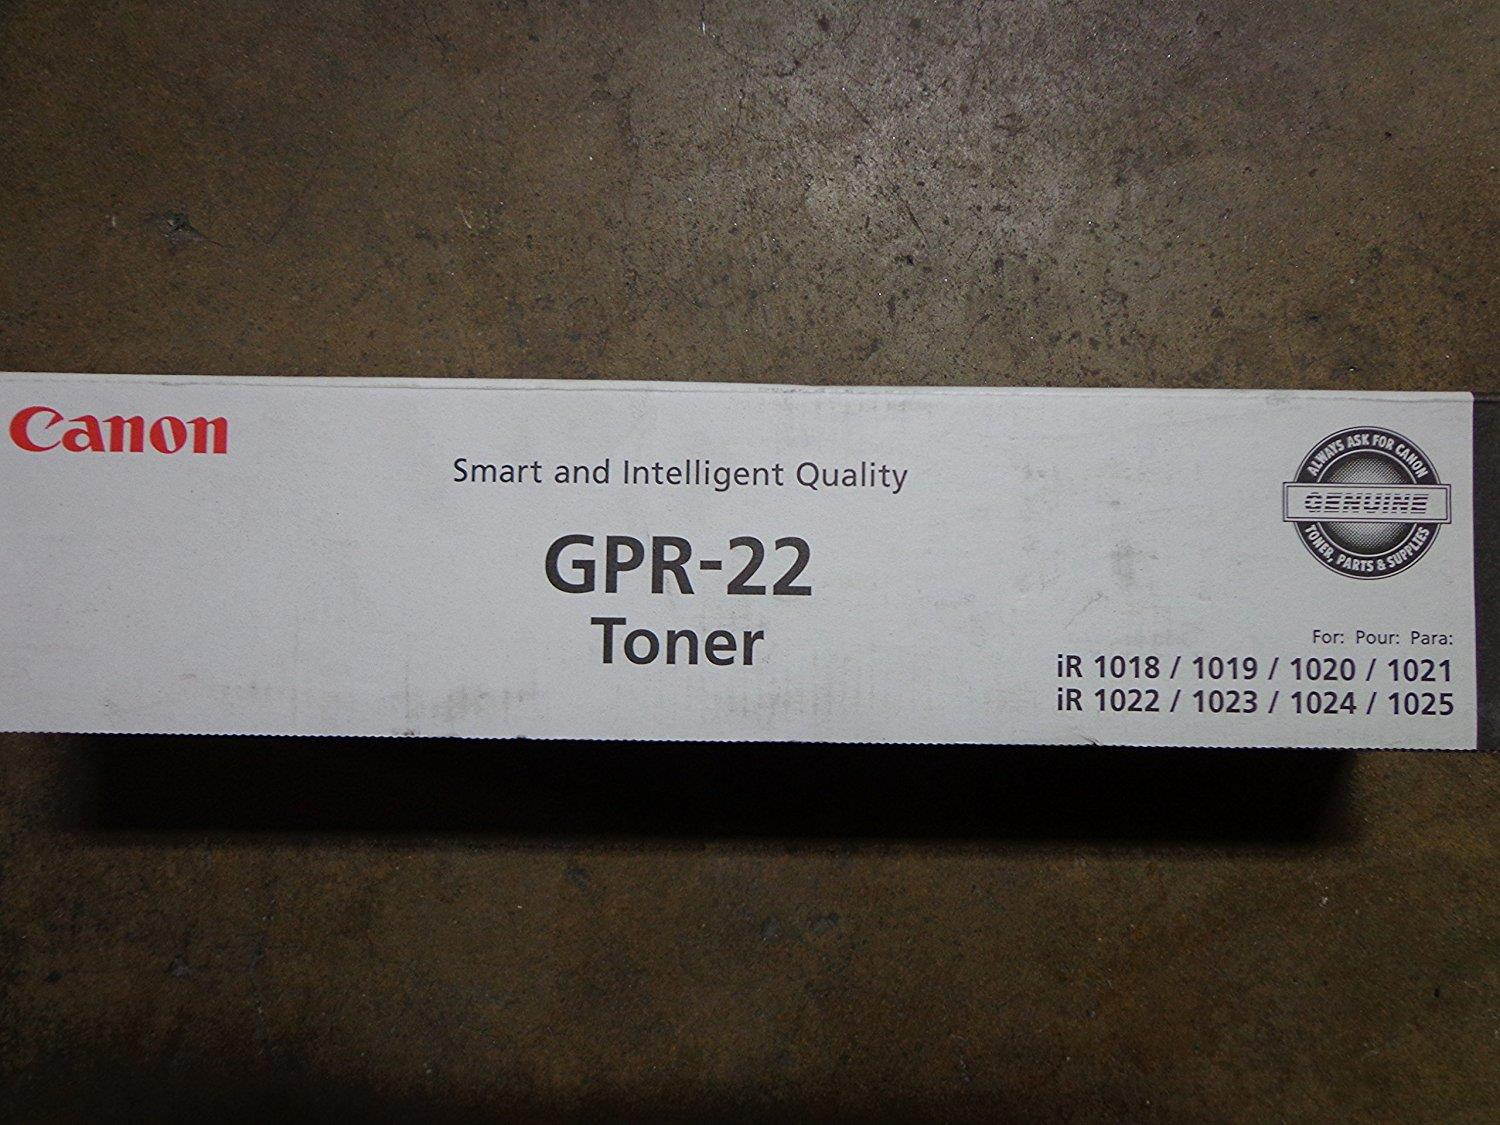 Canon
Smart and Intelligent Quality
GPR-22
Toner
ALWAYS ASK FOR CANON
GENUINE
TONER, PARTS & SUPPLIES
For: Pour: Para:
iR 1018 / 1019 / 1020 / 1021
iR 1022 / 1023 / 1024 / 1025